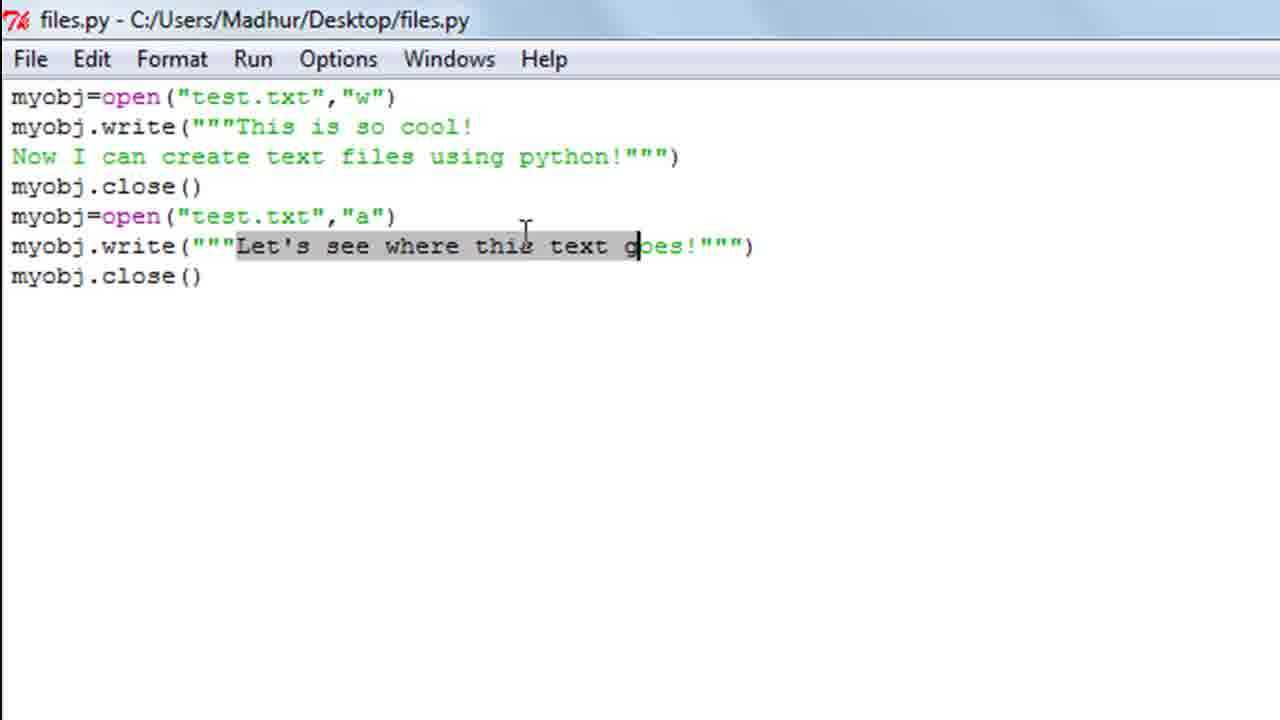 files.py - C:/Users/Madhur/Desktop/files.py
File Edit Format Run Options Windows Help
myobj=open("test.txt","w")
myobj.write("""This is so cool!
Now I can create text files using python!""")
myobj.close()
myobj=open("test.txt","a")
myobj.write("""Let's see where this text goes!""")
myobj.close()